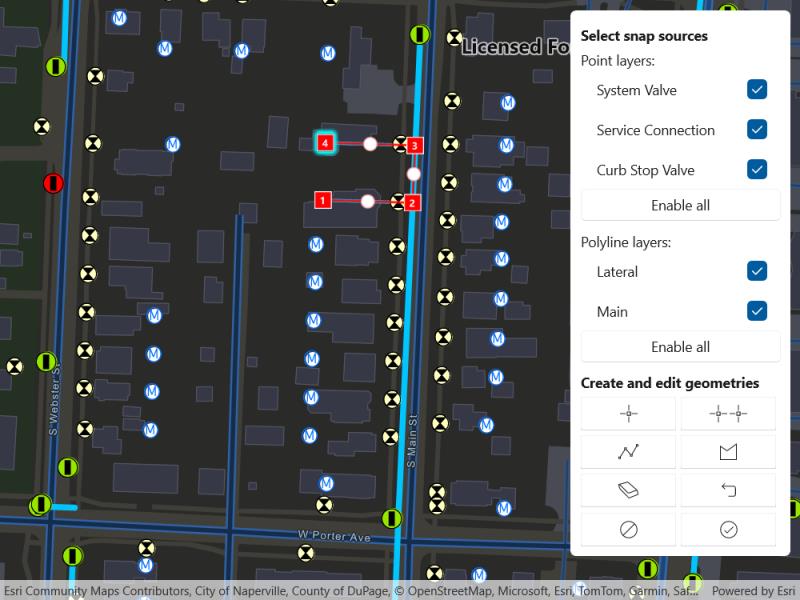 Licensed Fo
Select snap sources
Point layers:
System Valve
Service Connection
Curb Stop Valve
Enable all
Polyline layers:
Lateral
Main
Enable all
Create and edit geometries
4
3
1
2
S Webster St
S Main St
W Porter Ave
Esri Community Maps Contributors, City of Naperville, County of DuPage, © OpenStreetMap, Microsoft, Esri, TomTom, Garmin, Saf... Powered by Esri